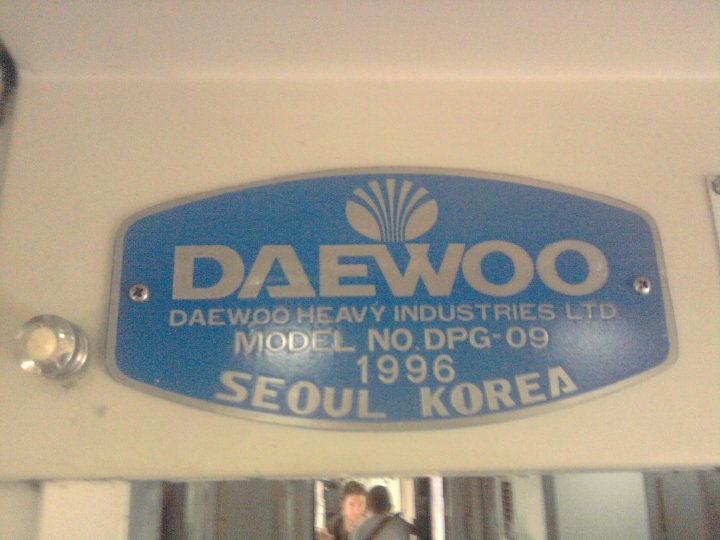 DAEWOO
DAEWOO HEAVY INDUSTRIES LTD
MODEL NO. DPG-09
1996
SEOUL KOREA